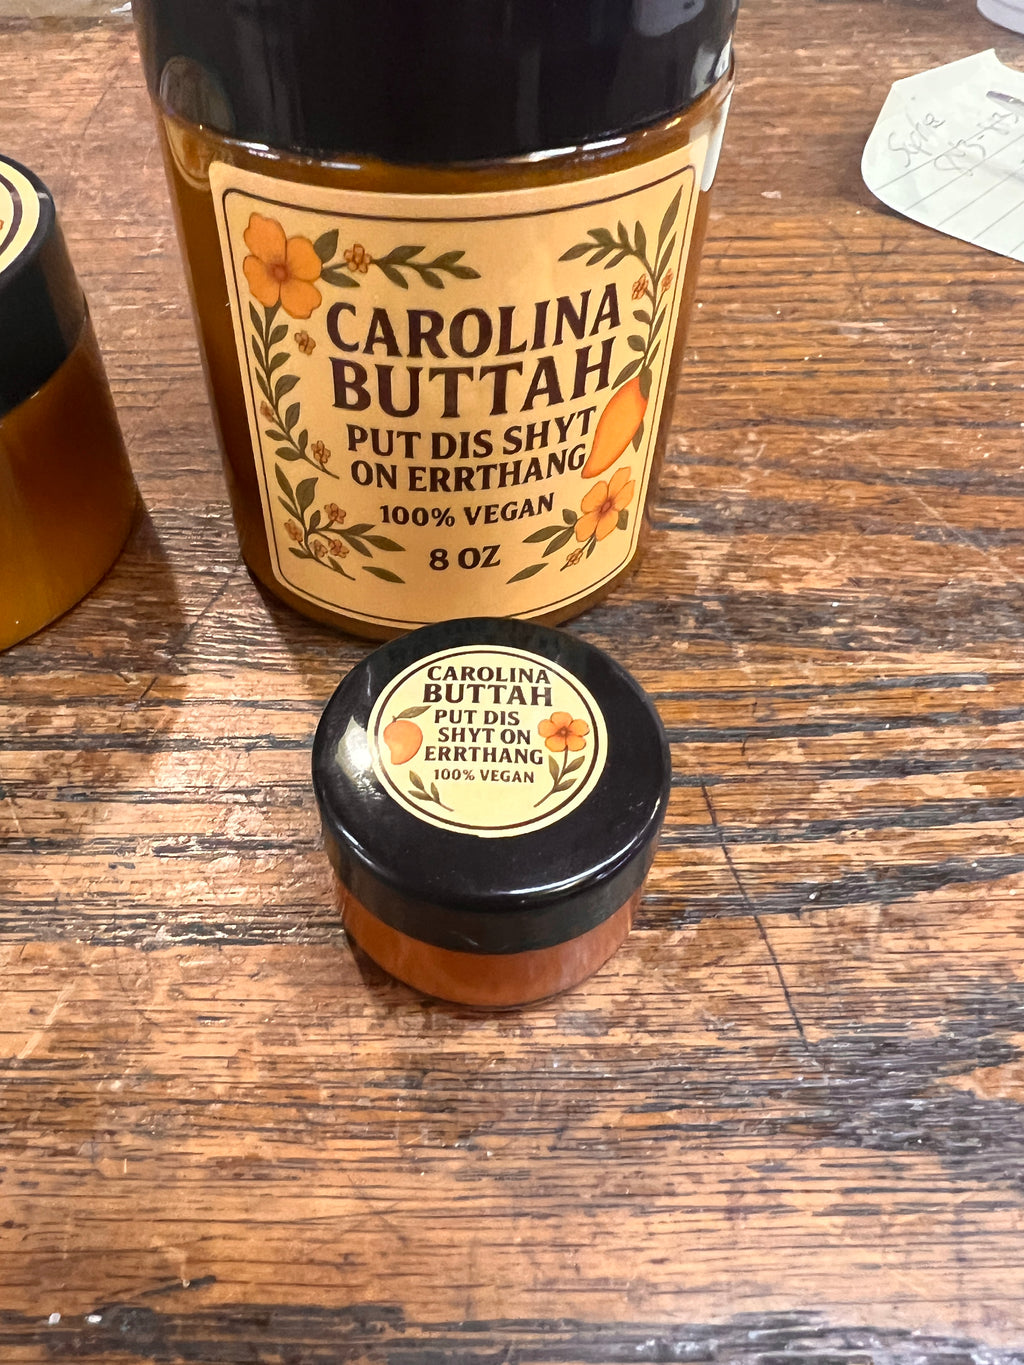 CAROLINA
BUTTAH
PUT DIS SHYT
ON ERRTHANG
100% VEGAN
8 OZ
CAROLINA
BUTTAH
PUT DIS
SHYT ON
ERRTHANG
100% VEGAN